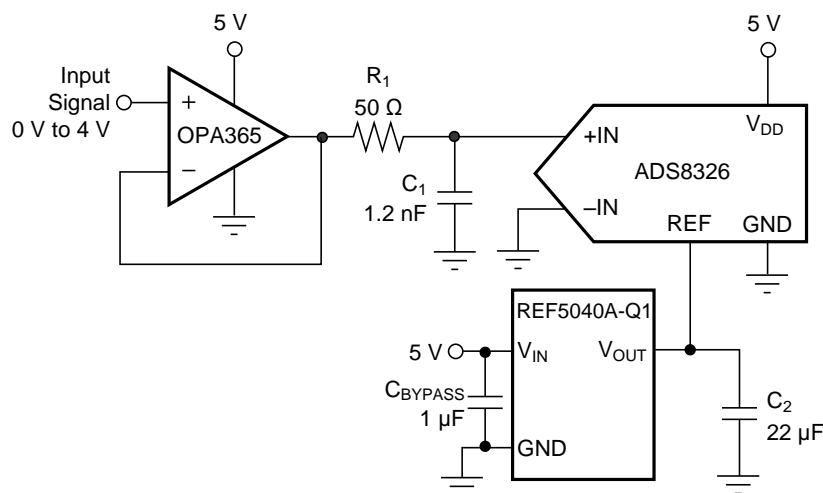 5 V
Input
Signal
0 V to 4 V
+
OPA365
–
R1
50 Ω
C1
1.2 nF
5 V
+IN
VDD
ADS8326
–IN
REF
GND
REF5040A-Q1
5 V
VIN
VOUT
CBYPASS
1 µF
GND
C2
22 µF